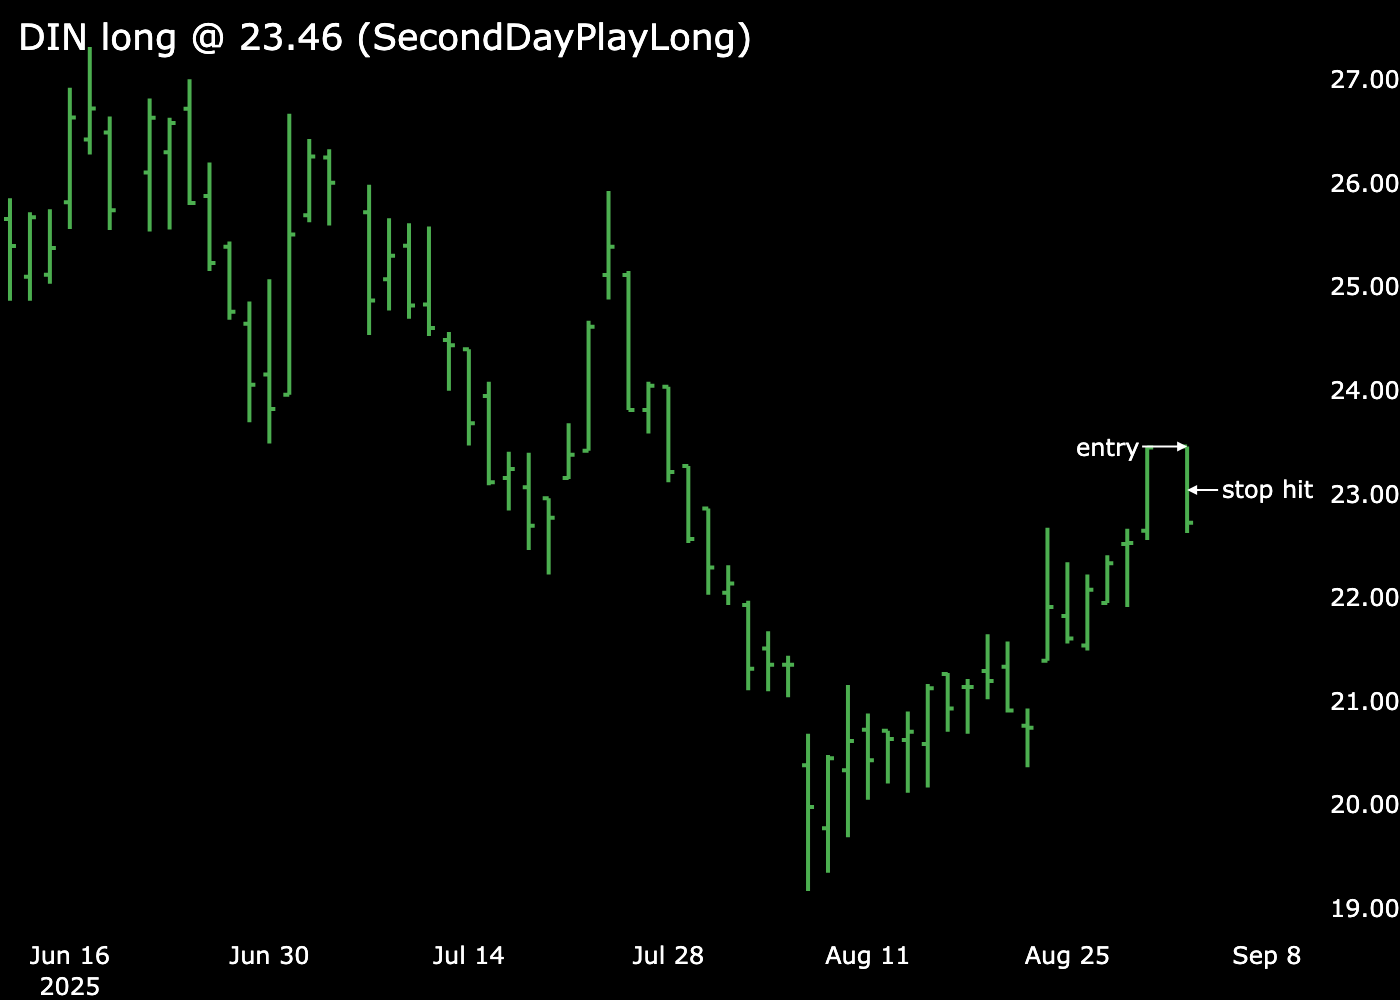 DIN long @ 23.46 (SecondDayPlayLong)
27.00
26.00
25.00
24.00
entry
stop hit
23.00
22.00
21.00
20.00
19.00
Jun 16 Jun 30 Jul 14 Jul 28 Aug 11 Aug 25 Sep 8
2025